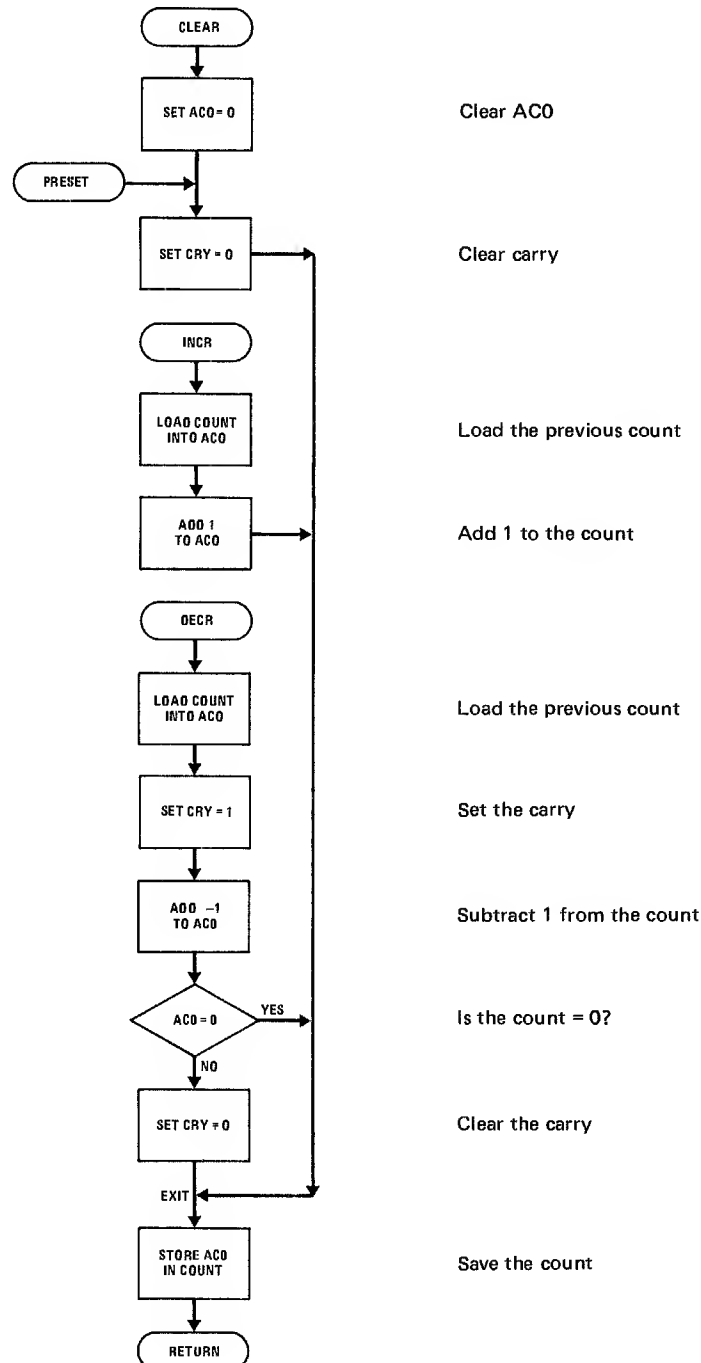 CLEAR
SET AC0 = 0
Clear AC0
PRESET
SET CRY = 0
Clear carry
INCR
LOAD COUNT
INTO AC0
Load the previous count
ADD 1
TO AC0
Add 1 to the count
DECR
LOAD COUNT
INTO AC0
Load the previous count
SET CRY = 1
Set the carry
ADD –1
TO AC0
Subtract 1 from the count
AC0 = 0
YES
Is the count = 0?
NO
SET CRY = 0
Clear the carry
EXIT
STORE AC0
IN COUNT
Save the count
RETURN